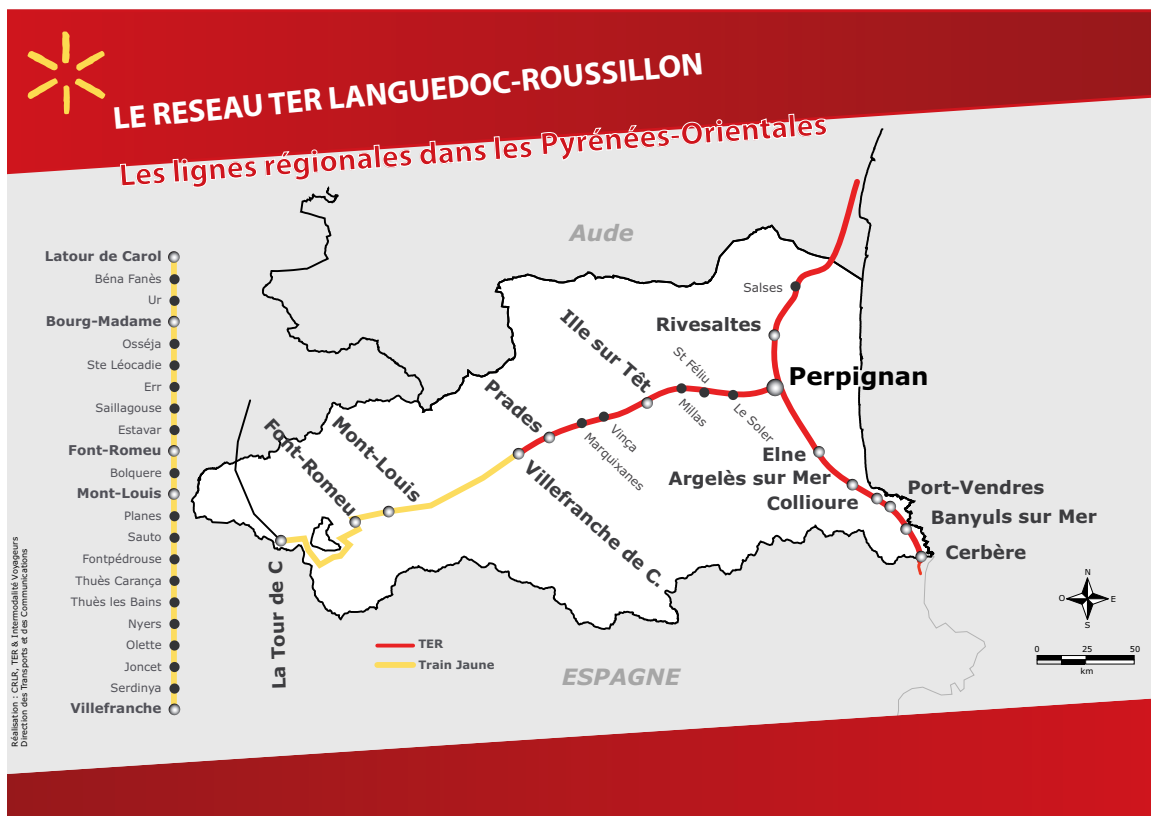 LE RESEAU TER LANGUEDOC-ROUSSILLON
Les lignes régionales dans les Pyrénées-Orientales
Latour de Carol
Béna Fanès
Ur
Bourg-Madame
Osséja
Ste Léocadie
Err
Saillagouse
Estavar
Font-Romeu
Bolquere
Mont-Louis
Planes
Sauto
Fontpédrouse
Thuès Carança
Thuès les Bains
Nyers
Olette
Joncet
Serdinya
Villefranche
Réalisation : CRLR, TER & Intermodalité Voyageurs
Direction des Transports et des Communications
Aude
Salses
Rivesaltes
Perpignan
Ille sur Têt
St Féliu
Millas
Le Soler
Prades
Vinça
Marquixanes
Mont-Louis
Font-Romeu
Villefranche de C.
La Tour de C
Elne
Argelès sur Mer
Collioure
Port-Vendres
Banyuls sur Mer
Cerbère
TER
Train Jaune
ESPAGNE
N
O
E
S
0 25 50
km